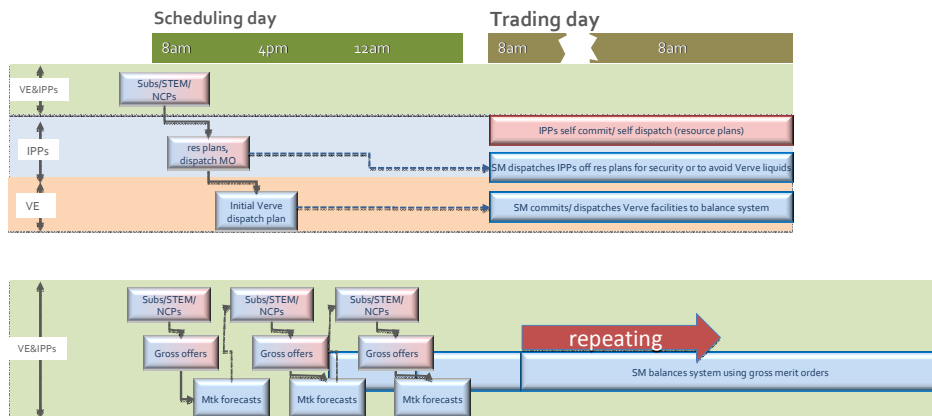 Scheduling day
Trading day
8am 4pm 12am
8am 8am
VE&IPPs
Subs/STEM/
NCPs
IPPs
IPPs self commit/ self dispatch (resource plans)
res plans,
dispatch MO
SM dispatches IPPs off res plans for security or to avoid Verve liquids
VE
Initial Verve
dispatch plan
SM commits/ dispatches Verve facilities to balance system
VE&IPPs
Subs/STEM/
NCPs
Subs/STEM/
NCPs
Subs/STEM/
NCPs
repeating
Gross offers
Gross offers
Gross offers
SM balances system using gross merit orders
Mtk forecasts
Mtk forecasts
Mtk forecasts